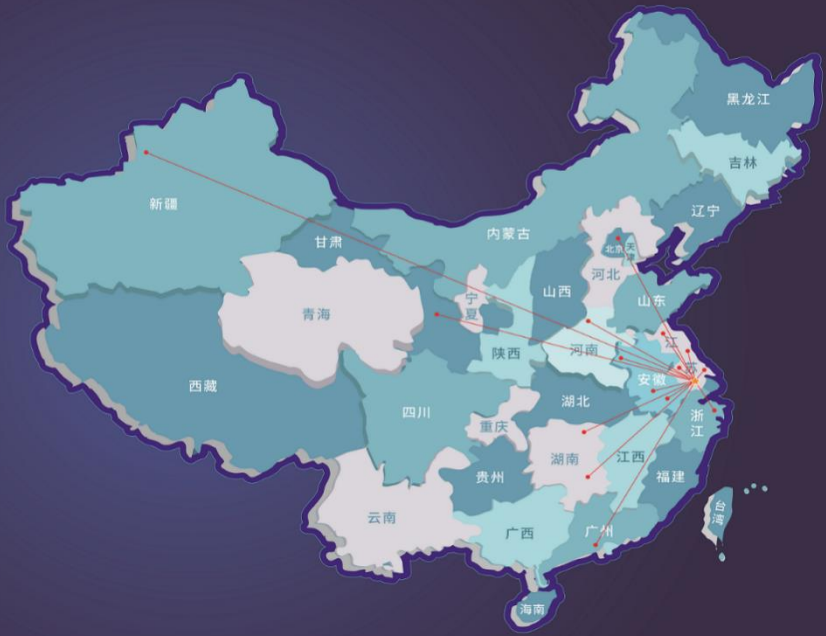 黑龙江
吉林
辽宁
新疆
甘肃
内蒙古
北京
天津
河北
山西
山东
宁夏
青海
陕西
河南
江苏
安徽
西藏
四川
湖北
重庆
浙江
湖南
江西
贵州
福建
云南
广西
广州
台湾
海南